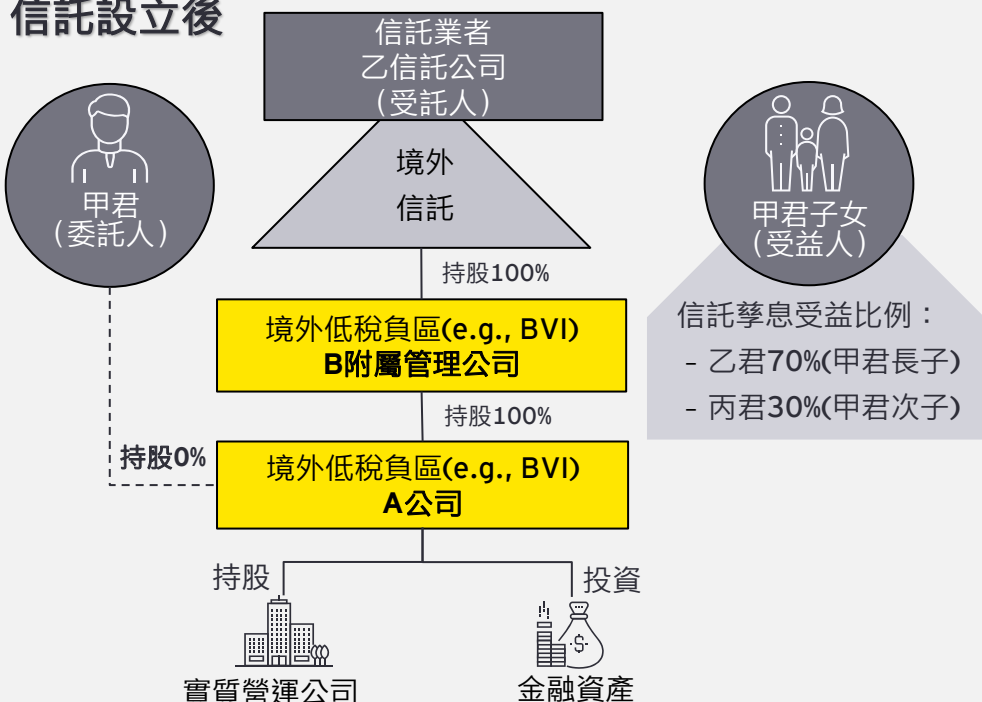 信託設立後
信託業者
乙信託公司
（受託人）
甲君
（委託人）
境外
信託
甲君子女
（受益人）
持股100%
信託孳息受益比例：
- 乙君70%(甲君長子)
- 丙君30%(甲君次子)
境外低稅負區(e.g., BVI)
B附屬管理公司
持股100%
持股0%
境外低稅負區(e.g., BVI)
A公司
持股
投資
$
實質營運公司
金融資產